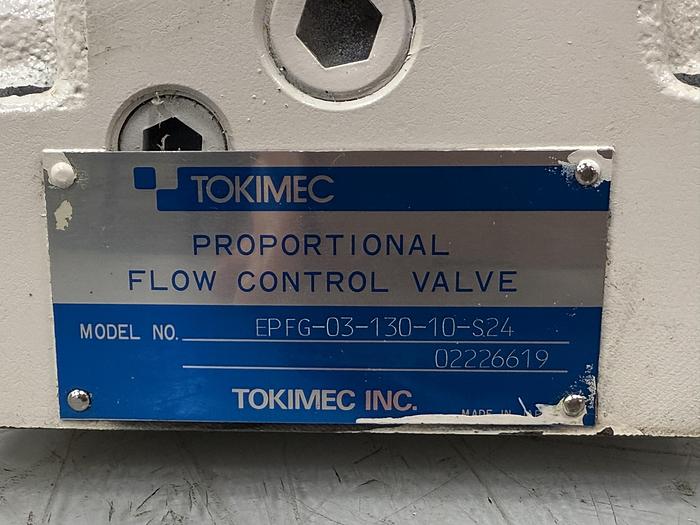 TOKIMEC
PROPORTIONAL
FLOW CONTROL VALVE
MODEL NO. EPFG-03-130-10-S24
02226619
TOKIMEC INC.
MADE IN